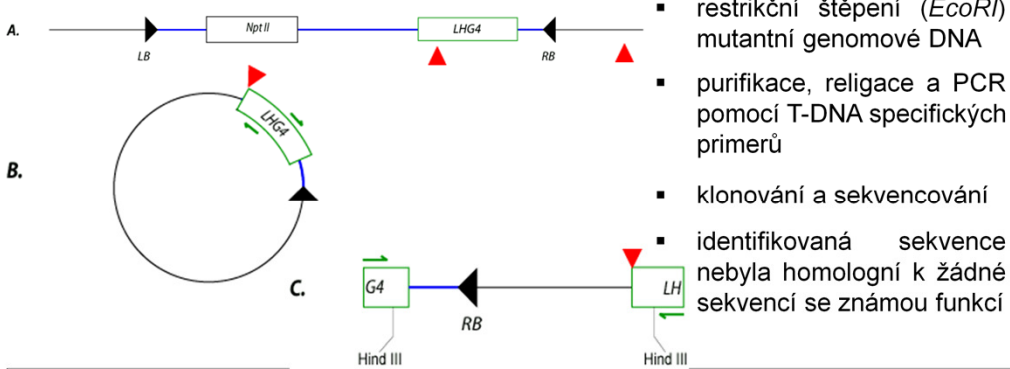 A.
LB
Npt II
LHG4
RB
B.
LHG4
C.
G4
RB
LH
Hind III
Hind III
▪ restrikční štěpení (EcoRI)
mutantní genomové DNA
▪ purifikace, religace a PCR
pomocí T-DNA specifických
primerů
▪ klonování a sekvencování
▪ identifikovaná sekvence
nebyla homologní k žádné
sekvencí se známou funkcí